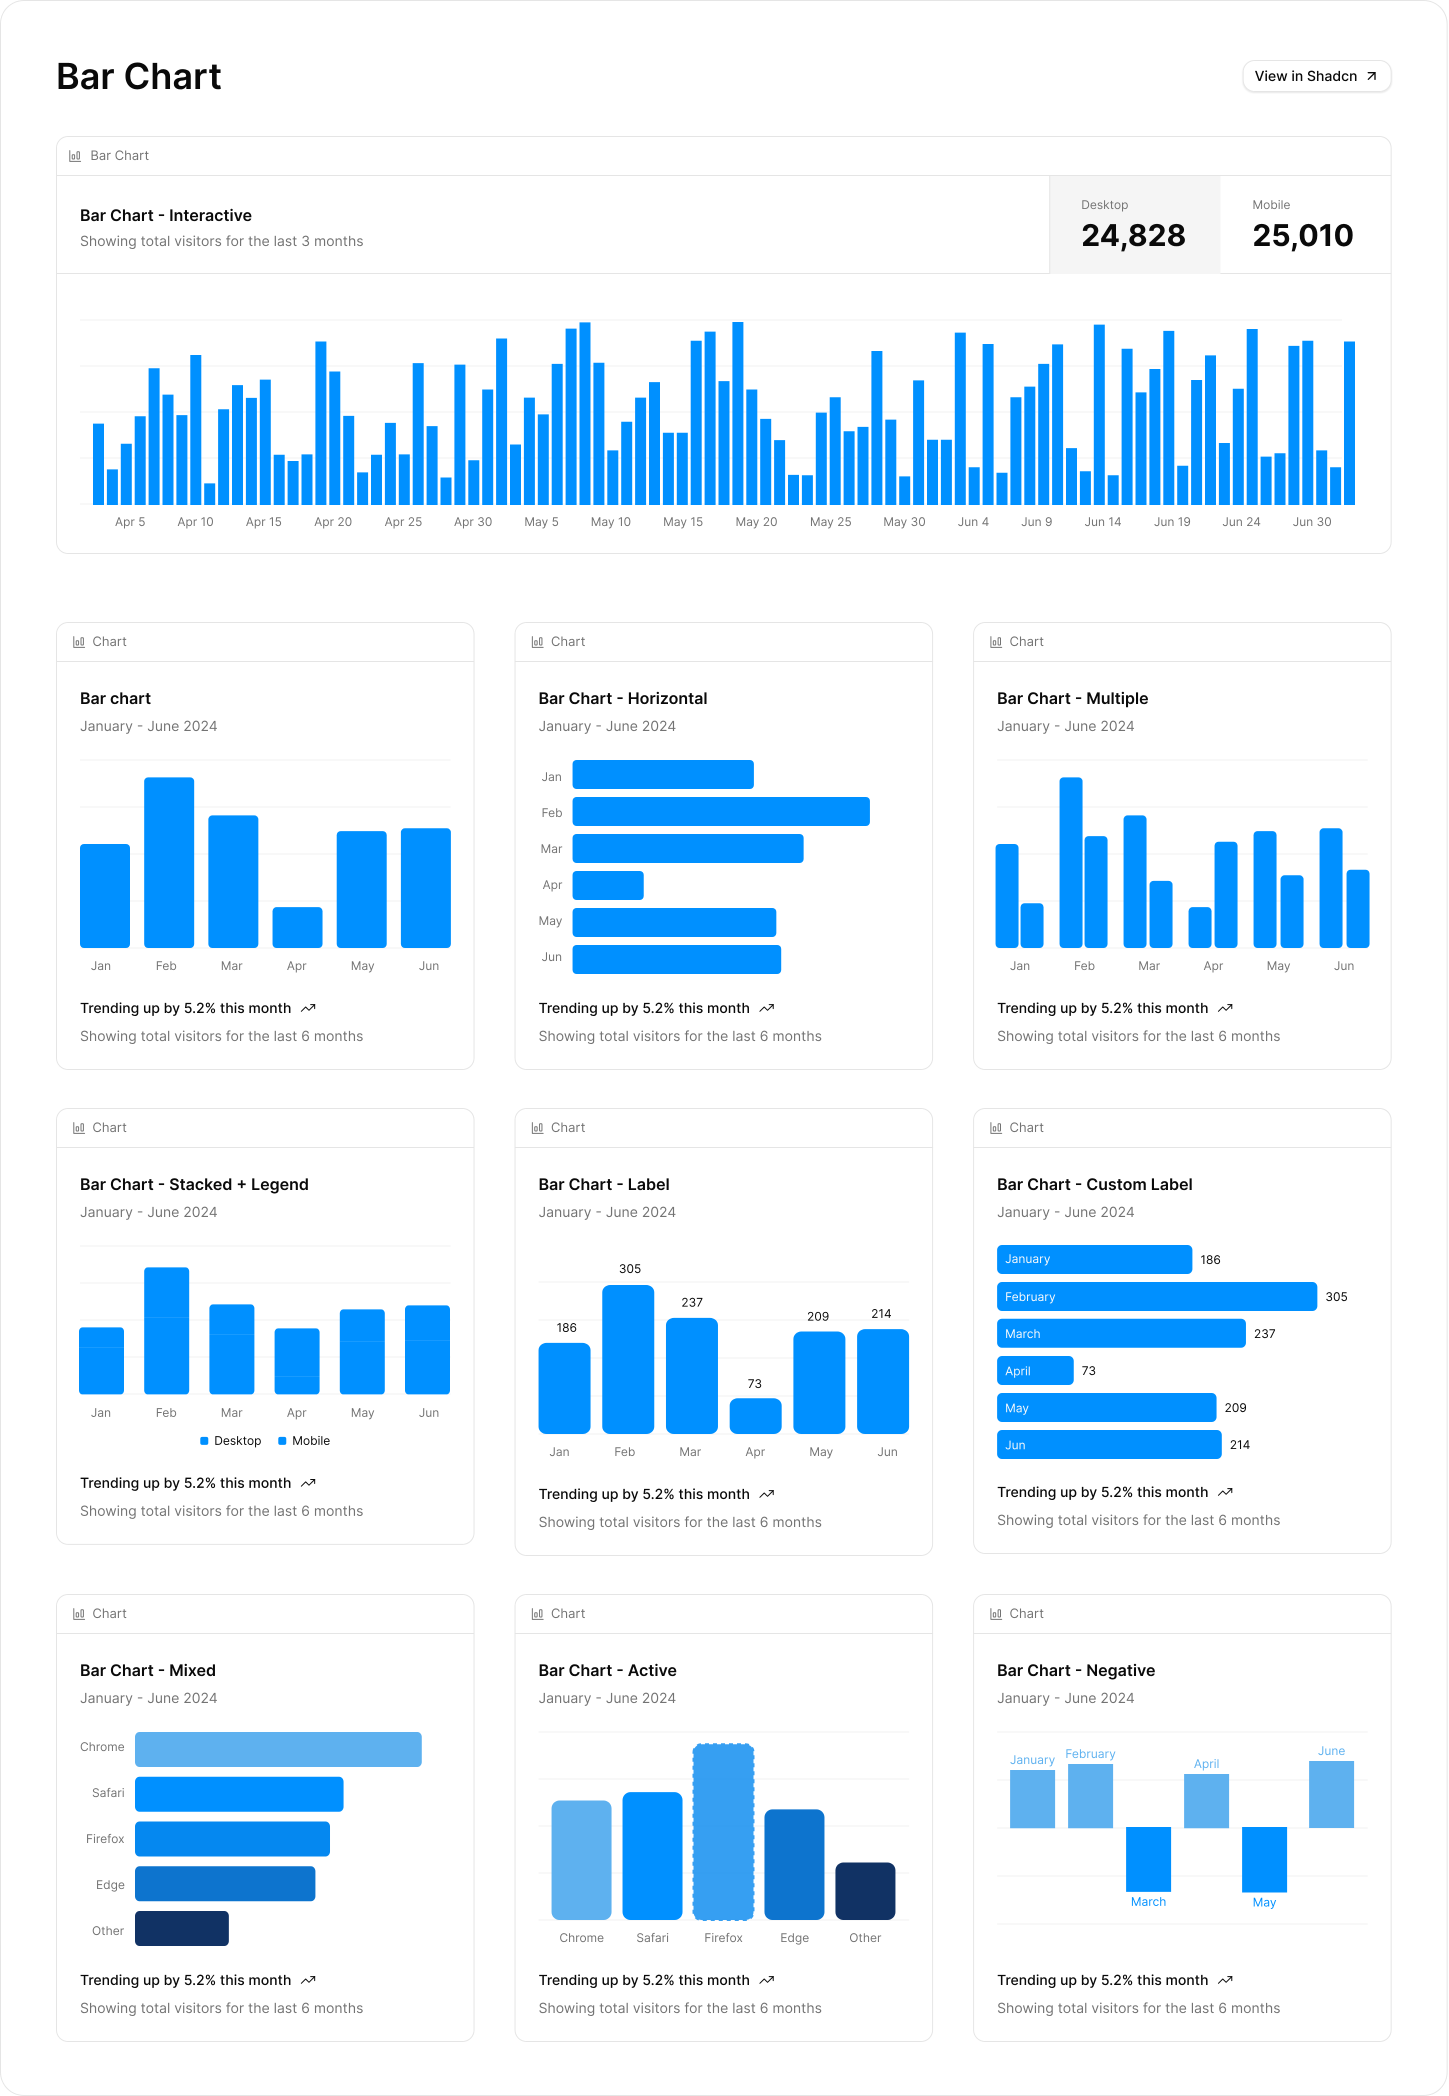 Bar Chart
View in Shadcn
Bar Chart
Bar Chart - Interactive
Showing total visitors for the last 3 months
Desktop
24,828
Mobile
25,010
Apr 5 Apr 10 Apr 15 Apr 20 Apr 25 Apr 30 May 5 May 10 May 15 May 20 May 25 May 30 Jun 4 Jun 9 Jun 14 Jun 19 Jun 24 Jun 30
Chart
Bar chart
January - June 2024
Jan Feb Mar Apr May Jun
Trending up by 5.2% this month
Showing total visitors for the last 6 months
Chart
Bar Chart - Horizontal
January - June 2024
Jan
Feb
Mar
Apr
May
Jun
Trending up by 5.2% this month
Showing total visitors for the last 6 months
Chart
Bar Chart - Multiple
January - June 2024
Jan Feb Mar Apr May Jun
Trending up by 5.2% this month
Showing total visitors for the last 6 months
Chart
Bar Chart - Stacked + Legend
January - June 2024
Jan Feb Mar Apr May Jun
Desktop Mobile
Trending up by 5.2% this month
Showing total visitors for the last 6 months
Chart
Bar Chart - Label
January - June 2024
186 305 237 73 209 214
Jan Feb Mar Apr May Jun
Trending up by 5.2% this month
Showing total visitors for the last 6 months
Chart
Bar Chart - Custom Label
January - June 2024
January 186
February 305
March 237
April 73
May 209
Jun 214
Trending up by 5.2% this month
Showing total visitors for the last 6 months
Chart
Bar Chart - Mixed
January - June 2024
Chrome
Safari
Firefox
Edge
Other
Trending up by 5.2% this month
Showing total visitors for the last 6 months
Chart
Bar Chart - Active
January - June 2024
Chrome Safari Firefox Edge Other
Trending up by 5.2% this month
Showing total visitors for the last 6 months
Chart
Bar Chart - Negative
January - June 2024
January February April June
March May
Trending up by 5.2% this month
Showing total visitors for the last 6 months